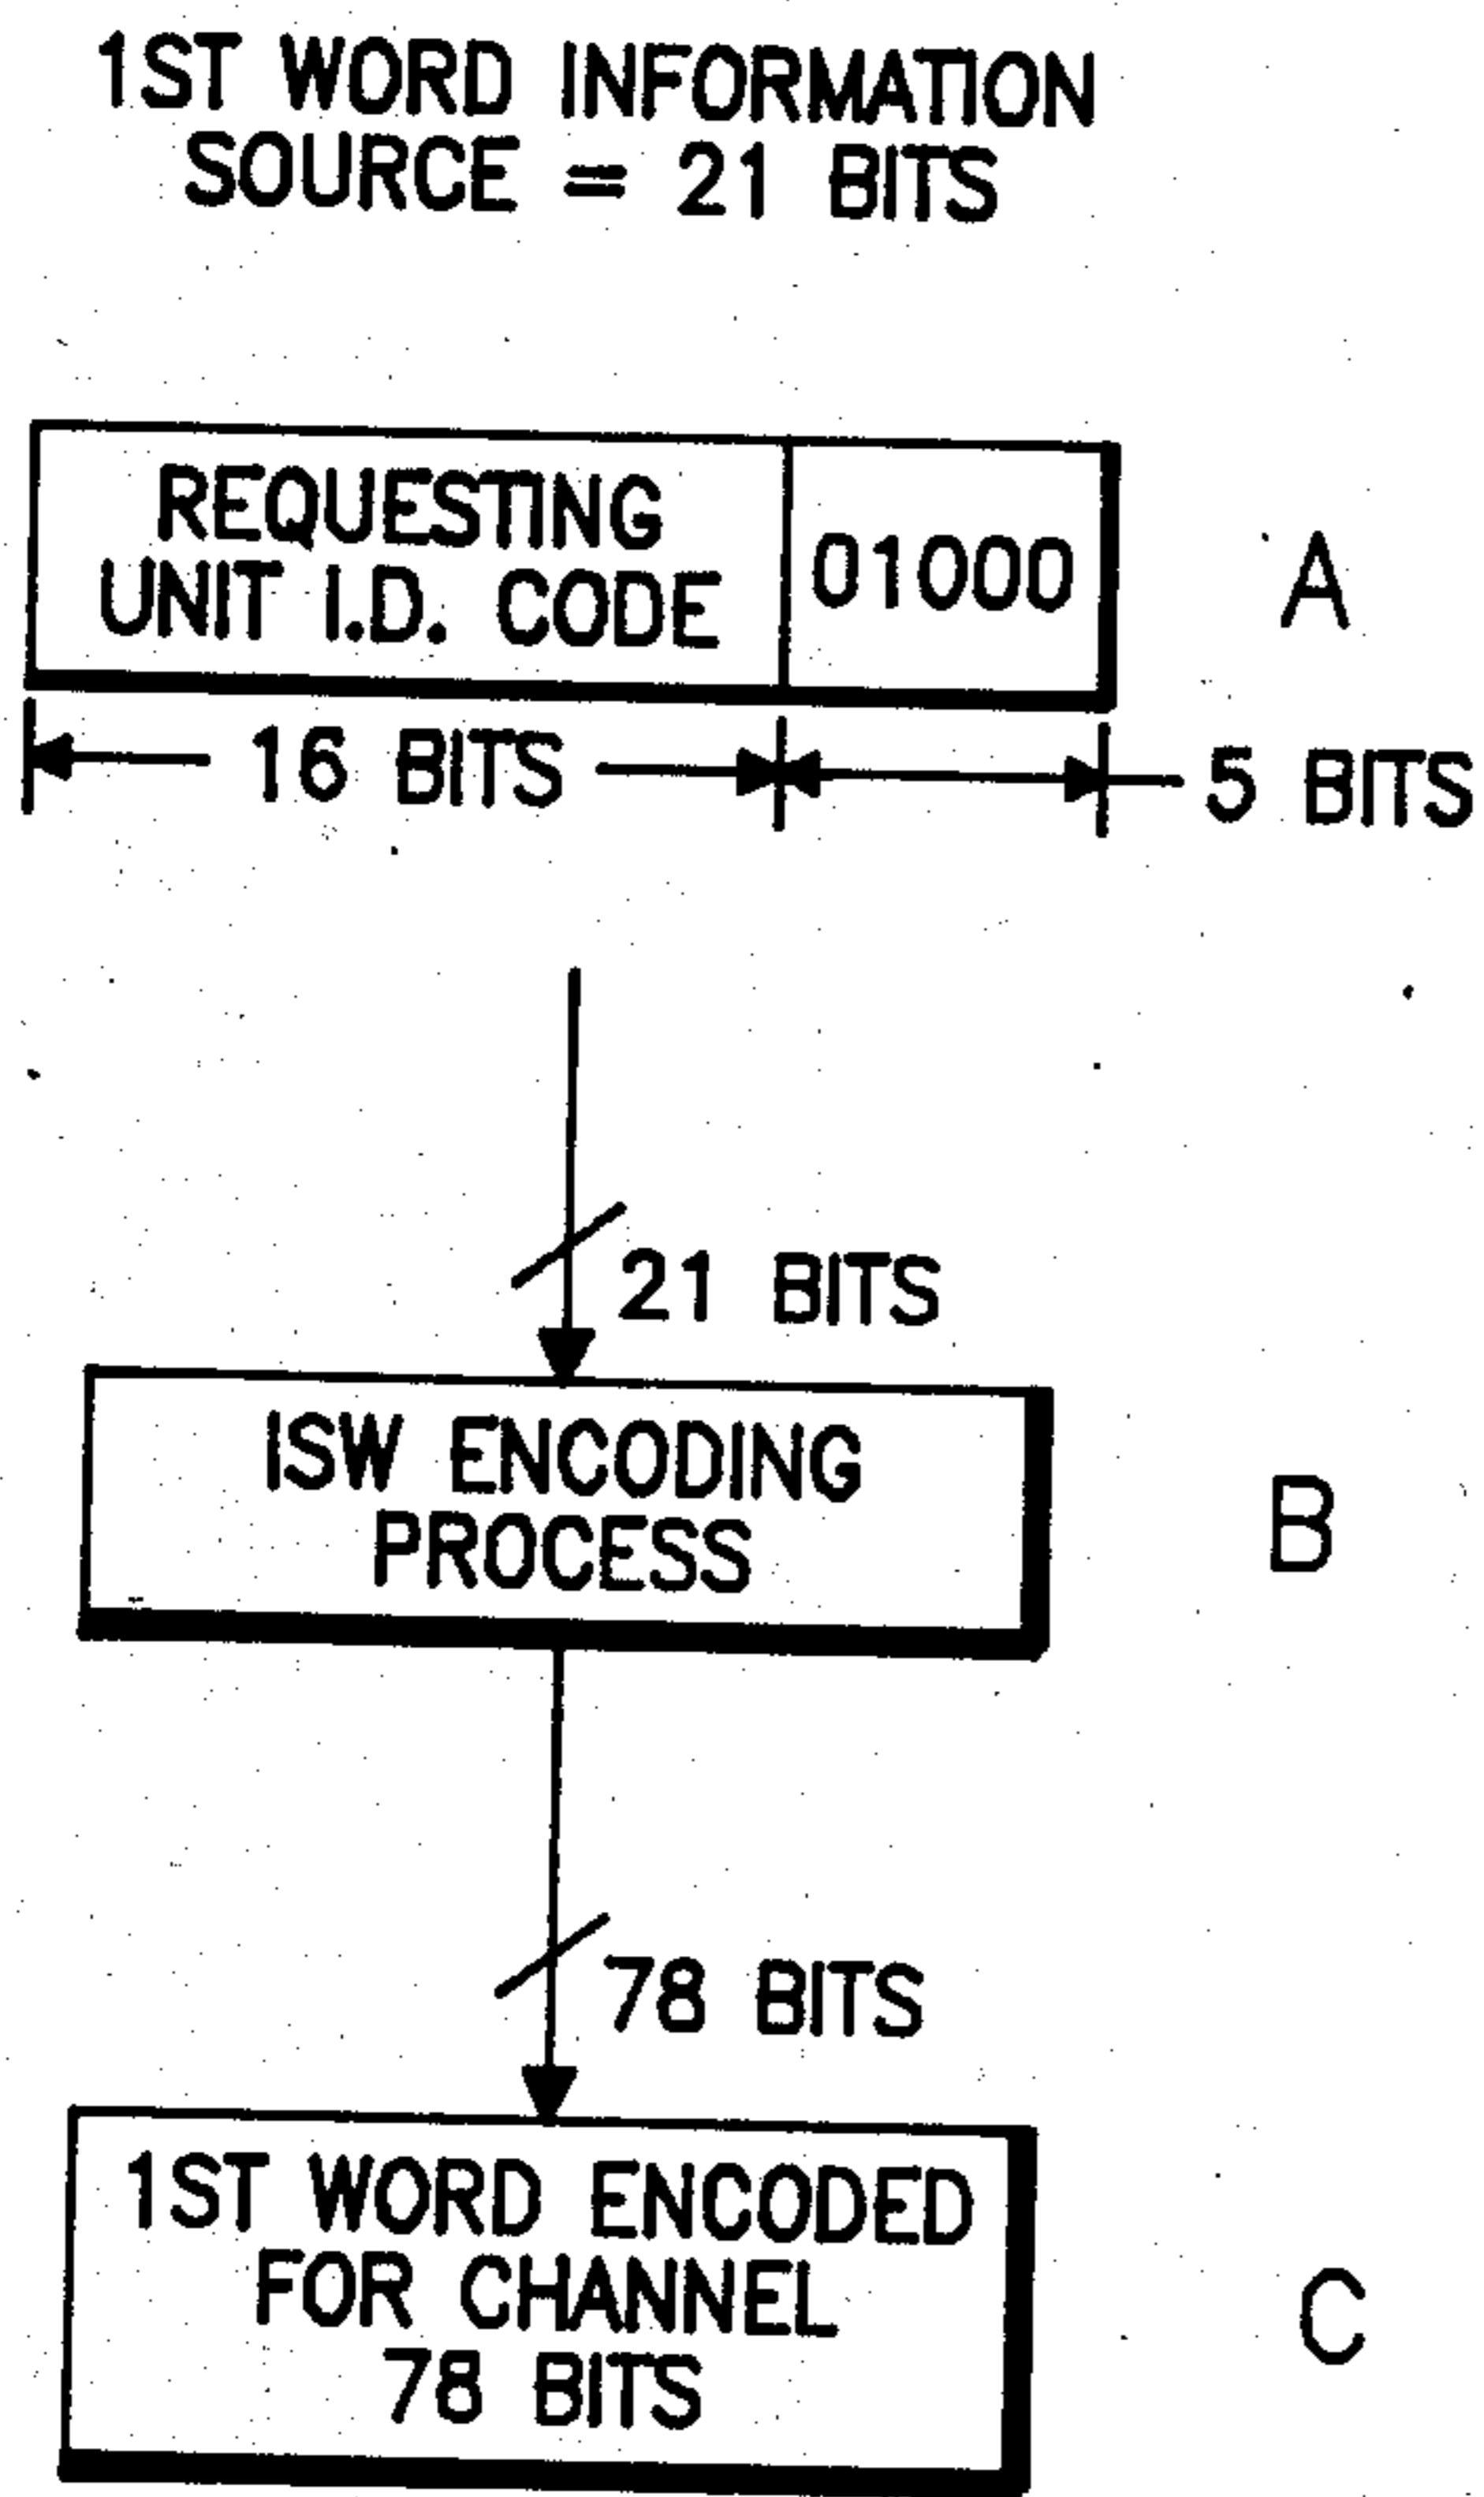 1ST WORD INFORMATION
SOURCE = 21 BITS
REQUESTING
UNIT I.D. CODE
01000
A
16 BITS
5 BITS
21 BITS
ISW ENCODING
PROCESS
B
78 BITS
1ST WORD ENCODED
FOR CHANNEL
78 BITS
C